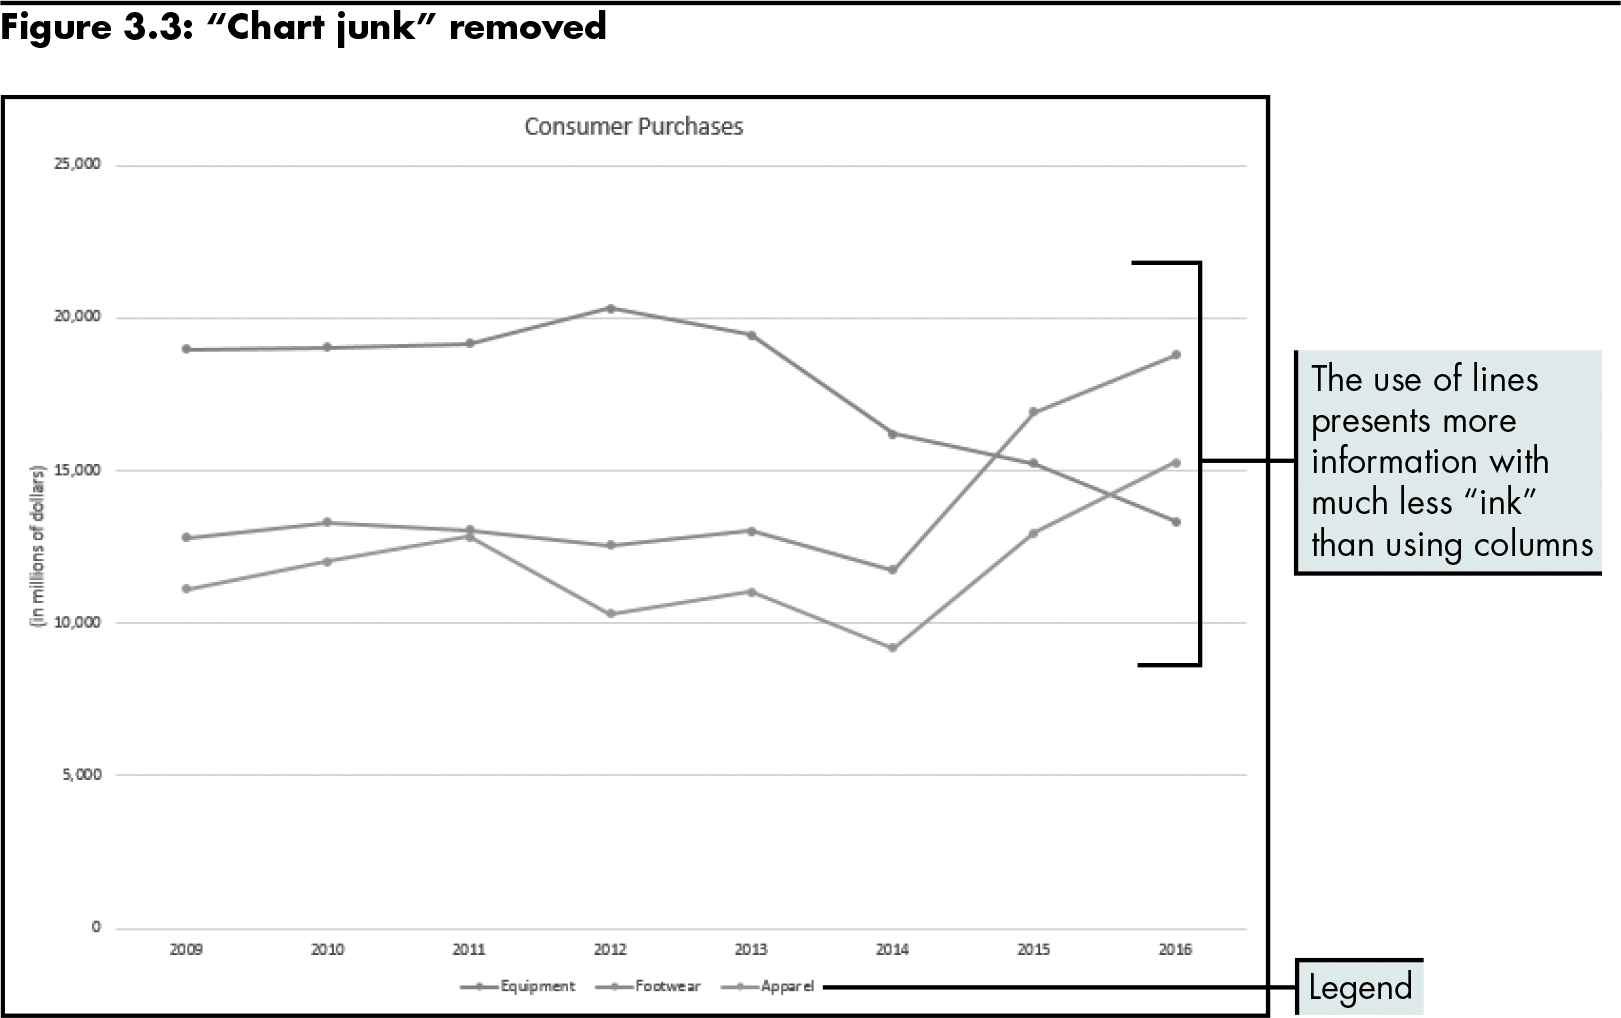 Figure 3.3: “Chart junk” removed
Consumer Purchases
25,000
20,000
15,000
10,000
5,000
0
(in millions of dollars)
2009 2010 2011 2012 2013 2014 2015 2016
Equipment Footwear Apparel
The use of lines
presents more
information with
much less “ink”
than using columns
Legend